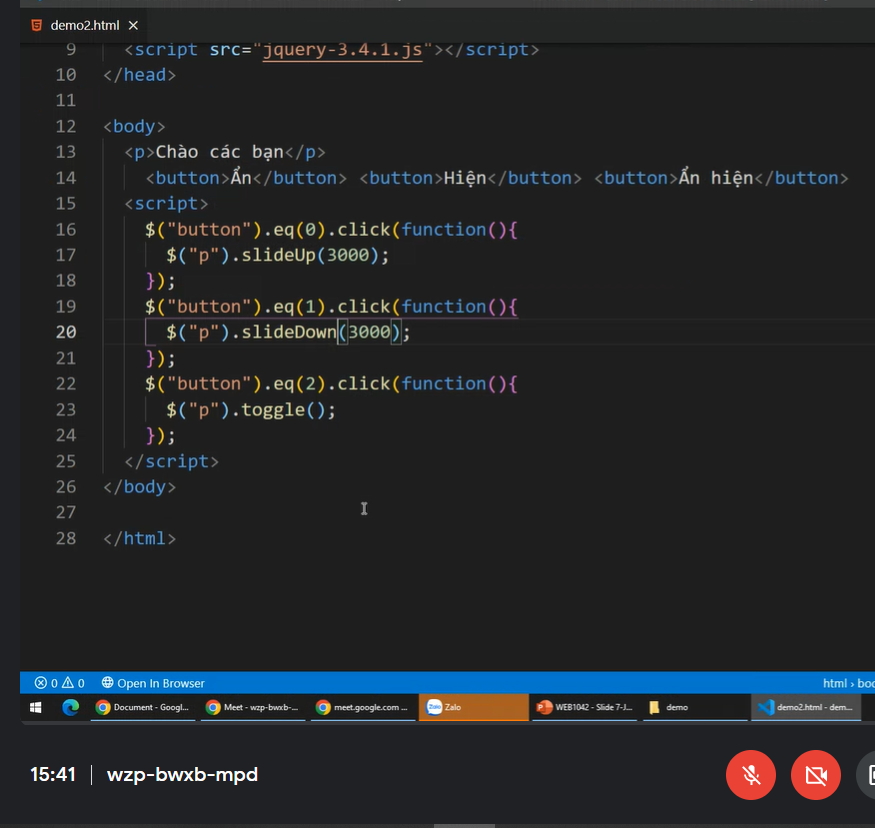 demo2.html ×
9 <script src="jquery-3.4.1.js"></script>
10 </head>
11
12 <body>
13 <p>Chào các bạn</p>
14 <button>Ẩn</button> <button>Hiện</button> <button>Ẩn hiện</button>
15 <script>
16 $("button").eq(0).click(function(){
17 $("p").slideUp(3000);
18 });
19 $("button").eq(1).click(function(){
20 $("p").slideDown(3000);
21 });
22 $("button").eq(2).click(function(){
23 $("p").toggle();
24 });
25 </script>
26 </body>
27
28 </html>
0 0 Open In Browser html › boo
Document - Googl... Meet - wzp-bwxb-... meet.google.com ... Zalo WEB1042 - Slide 7-J... demo demo2.html - dem...
15:41 | wzp-bwxb-mpd